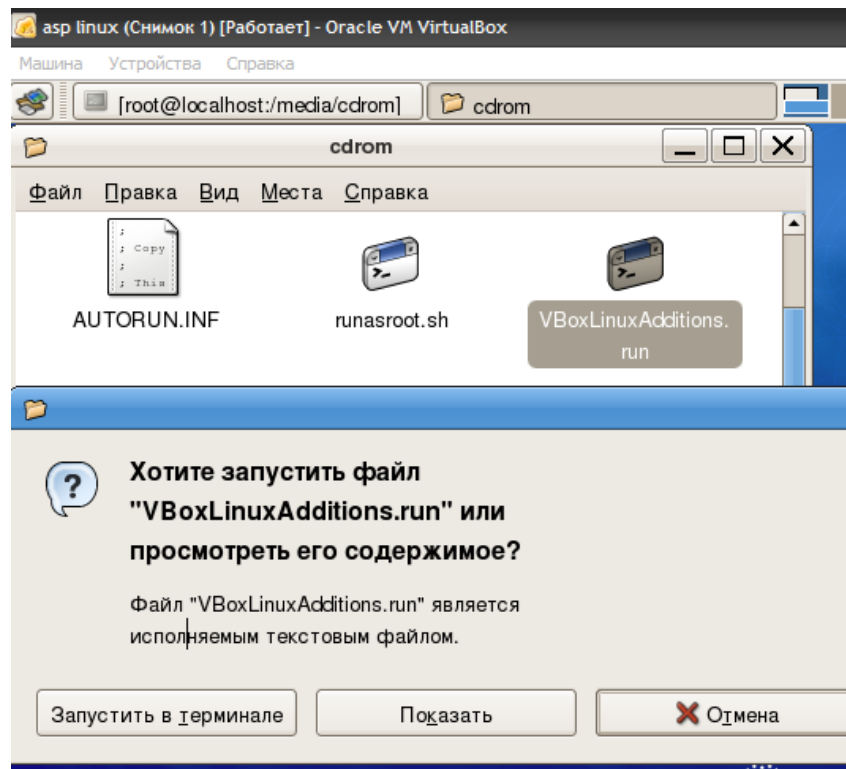 asp linux (Снимок 1) [Работает] - Oracle VM VirtualBox
Машина Устройства Справка
[root@localhost:/media/cdrom] cdrom
cdrom
Файл Правка Вид Места Справка
;
; Copy
;
; This
AUTORUN.INF runasroot.sh VBoxLinuxAdditions.
run
Хотите запустить файл
"VBoxLinuxAdditions.run" или
просмотреть его содержимое?
Файл "VBoxLinuxAdditions.run" является
исполняемым текстовым файлом.
Запустить в терминале Показать Отмена